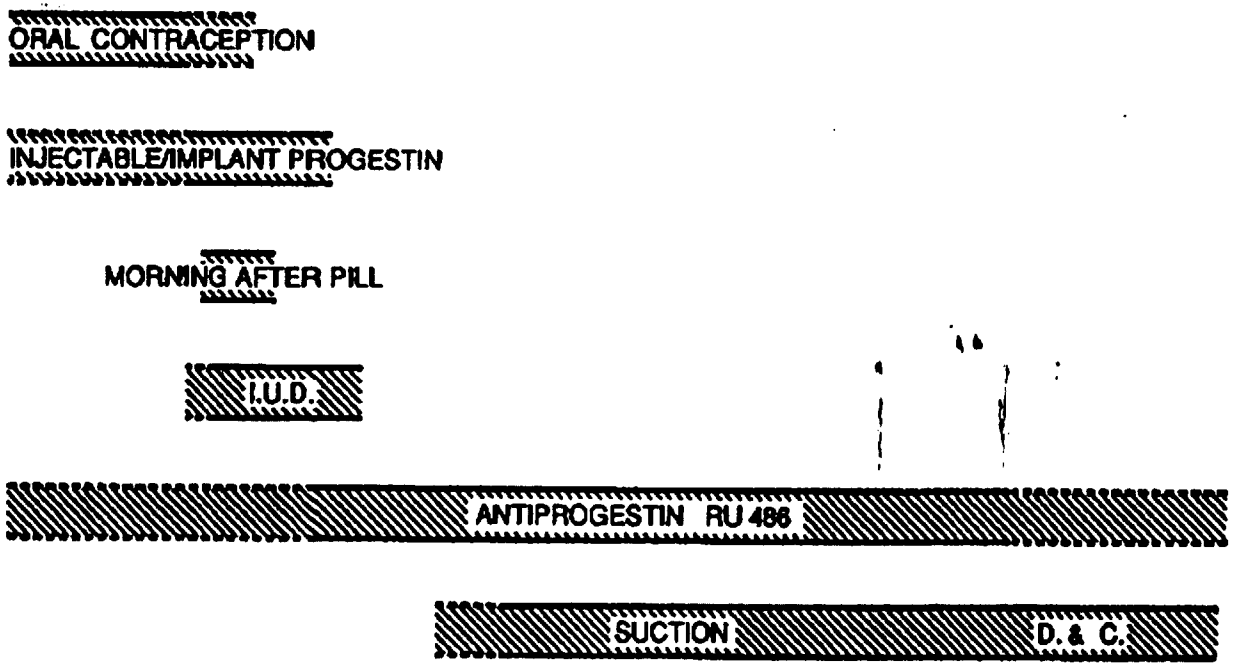 ORAL CONTRACEPTION
INJECTABLE/IMPLANT PROGESTIN
MORNING AFTER PILL
I.U.D.
ANTIPROGESTIN RU 486
SUCTION D. & C.